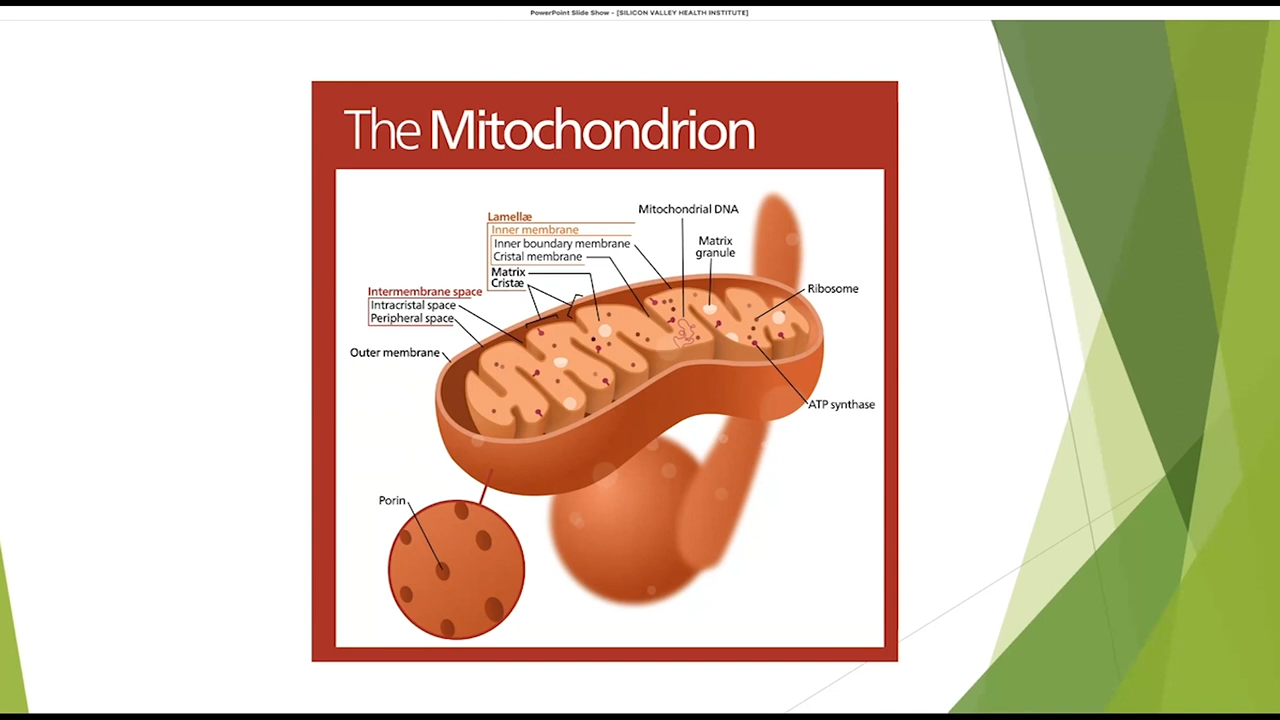 PowerPoint Slide Show - [SILICON VALLEY HEALTH INSTITUTE]
The Mitochondrion
Lamellæ
Inner membrane
Inner boundary membrane
Cristal membrane
Matrix
Cristæ
Mitochondrial DNA
Matrix
granule
Ribosome
Intermembrane space
Intracristal space
Peripheral space
Outer membrane
ATP synthase
Porin